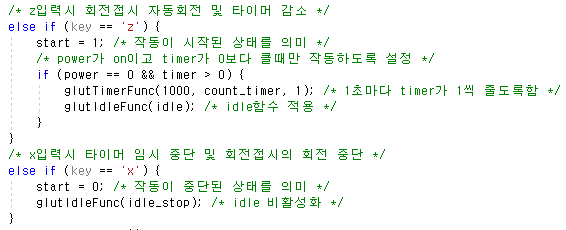 /* z입력시 회전접시 자동회전 및 타이머 감소 */
else if (key == 'z') {
start = 1; /* 작동이 시작된 상태를 의미 */
/* power가 on이고 timer가 0보다 클때만 작동하도록 설정 */
if (power == 0 && timer > 0) {
glutTimerFunc(1000, count_timer, 1); /* 1초마다 timer가 1씩 줄도록함 */
glutIdleFunc(idle); /* idle함수 적용 */
}
}
/* x입력시 타이머 임시 중단 및 회전접시의 회전 중단 */
else if (key == 'x') {
start = 0; /* 작동이 중단된 상태를 의미 */
glutIdleFunc(idle_stop); /* idle 비활성화 */
}